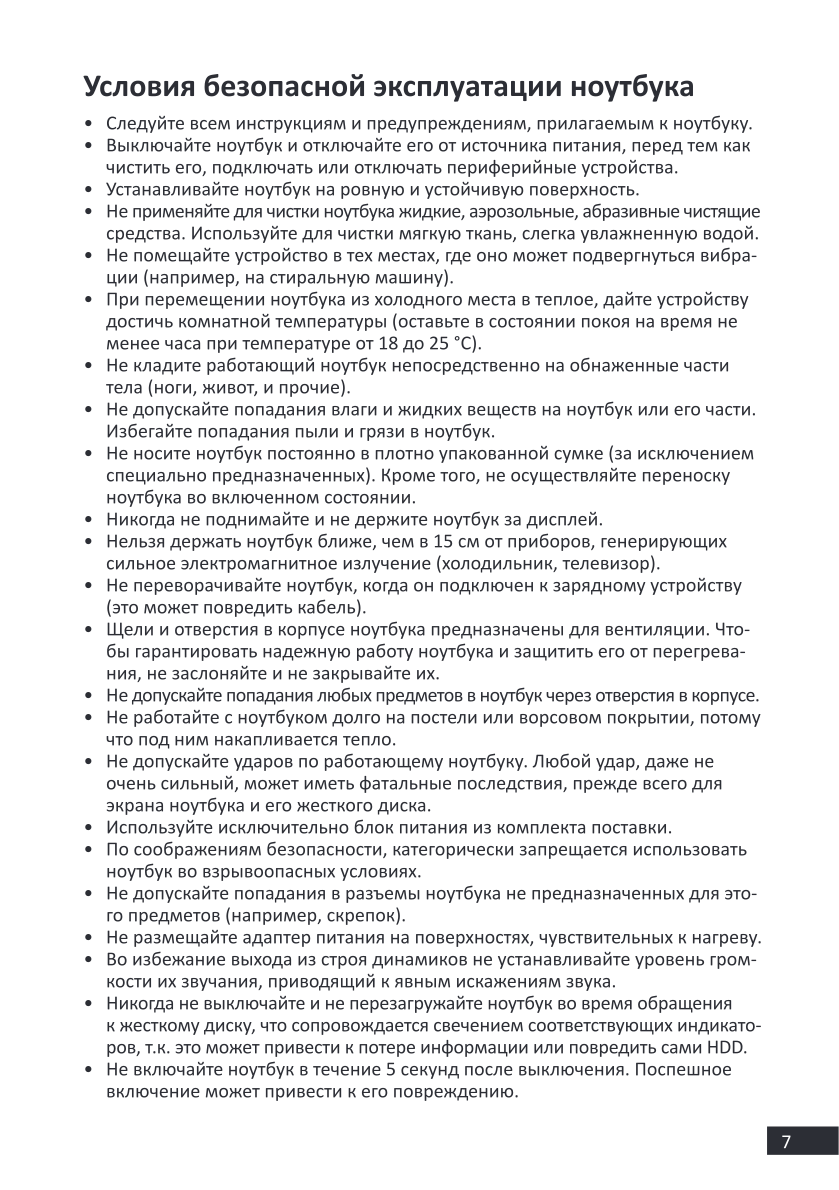 Условия безопасной эксплуатации ноутбука
• Следуйте всем инструкциям и предупреждениям, прилагаемым к ноутбуку.
• Выключайте ноутбук и отключайте его от источника питания, перед тем как
чистить его, подключать или отключать периферийные устройства.
• Устанавливайте ноутбук на ровную и устойчивую поверхность.
• Не применяйте для чистки ноутбука жидкие, аэрозольные, абразивные чистящие
средства. Используйте для чистки мягкую ткань, слегка увлажненную водой.
• Не помещайте устройство в тех местах, где оно может подвергнуться вибра-
ции (например, на стиральную машину).
• При перемещении ноутбука из холодного места в теплое, дайте устройству
достичь комнатной температуры (оставьте в состоянии покоя на время не
менее часа при температуре от 18 до 25 °C).
• Не кладите работающий ноутбук непосредственно на обнаженные части
тела (ноги, живот, и прочие).
• Не допускайте попадания влаги и жидких веществ на ноутбук или его части.
Избегайте попадания пыли и грязи в ноутбук.
• Не носите ноутбук постоянно в плотно упакованной сумке (за исключением
специально предназначенных). Кроме того, не осуществляйте переноску
ноутбука во включенном состоянии.
• Никогда не поднимайте и не держите ноутбук за дисплей.
• Нельзя держать ноутбук ближе, чем в 15 см от приборов, генерирующих
сильное электромагнитное излучение (холодильник, телевизор).
• Не переворачивайте ноутбук, когда он подключен к зарядному устройству
(это может повредить кабель).
• Щели и отверстия в корпусе ноутбука предназначены для вентиляции. Что-
бы гарантировать надежную работу ноутбука и защитить его от перегрева-
ния, не заслоняйте и не закрывайте их.
• Не допускайте попадания любых предметов в ноутбук через отверстия в корпусе.
• Не работайте с ноутбуком долго на постели или ворсовом покрытии, потому
что под ним накапливается тепло.
• Не допускайте ударов по работающему ноутбуку. Любой удар, даже не
очень сильный, может иметь фатальные последствия, прежде всего для
экрана ноутбука и его жесткого диска.
• Используйте исключительно блок питания из комплекта поставки.
• По соображениям безопасности, категорически запрещается использовать
ноутбук во взрывоопасных условиях.
• Не допускайте попадания в разъемы ноутбука не предназначенных для это-
го предметов (например, скрепок).
• Не размещайте адаптер питания на поверхностях, чувствительных к нагреву.
• Во избежание выхода из строя динамиков не устанавливайте уровень гром-
кости их звучания, приводящий к явным искажениям звука.
• Никогда не выключайте и не перезагружайте ноутбук во время обращения
к жесткому диску, что сопровождается свечением соответствующих индикато-
ров, т.к. это может привести к потере информации или повредить сами HDD.
• Не включайте ноутбук в течение 5 секунд после выключения. Поспешное
включение может привести к его повреждению.
7